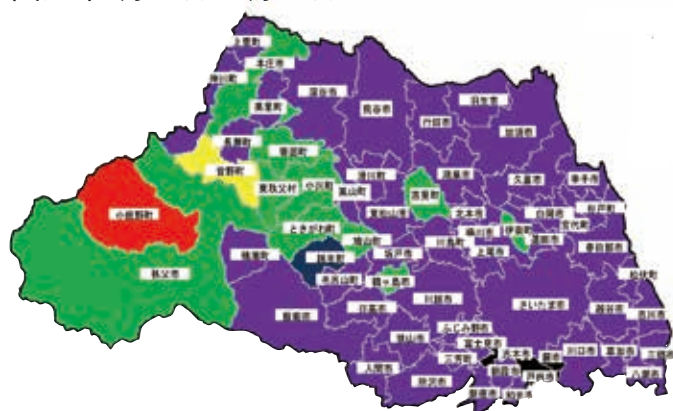 上里町
本庄市
神川町
美里町
深谷市
熊谷市
行田市
羽生市
加須市
長瀞町
皆野町
寄居町
東秩父村
小川町
嵐山町
滑川町
東松山市
吉見町
鴻巣市
北本市
久喜市
幸手市
杉戸町
白岡市
宮代町
春日部市
蓮田市
伊奈町
桶川市
上尾市
川島町
小鹿野町
秩父市
横瀬町
ときがわ町
鳩山町
越生町
毛呂山町
坂戸市
鶴ヶ島市
日高市
飯能市
川越市
さいたま市
松伏町
越谷市
吉川市
狭山市
入間市
所沢市
ふじみ野市
富士見市
三芳町
志木市
朝霞市
新座市
和光市
蕨市
戸田市
川口市
草加市
三郷市
八潮市